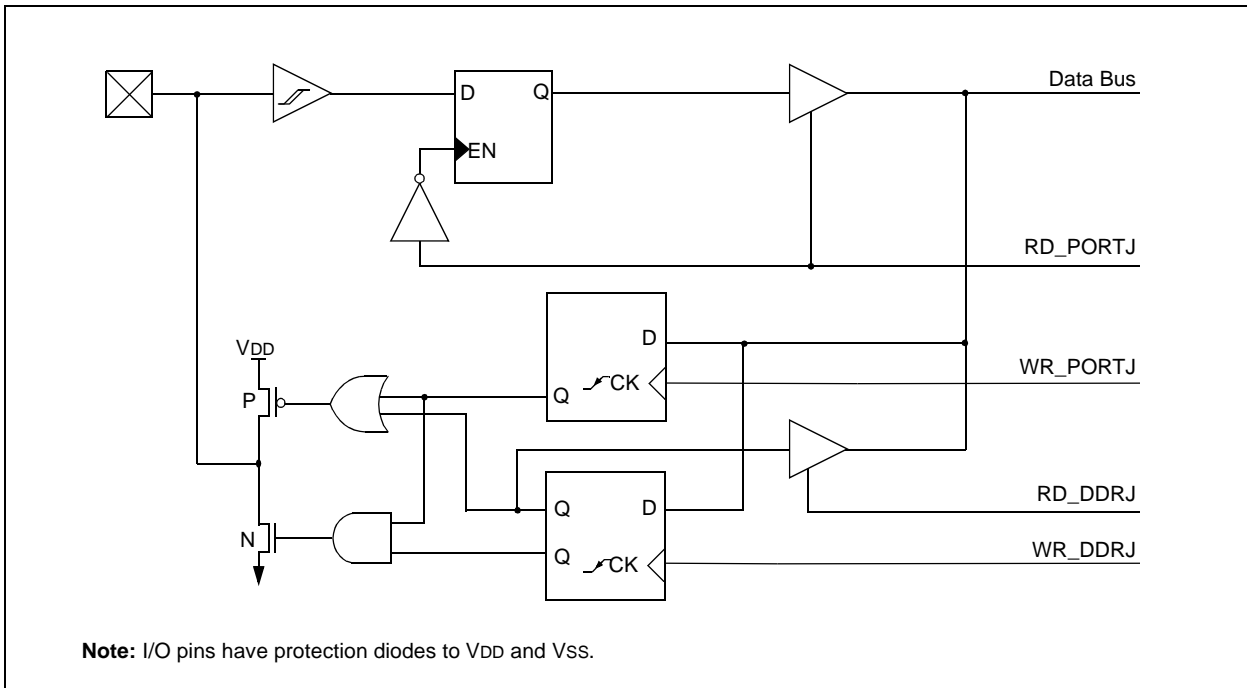 Data Bus
D
Q
EN
RD_PORTJ
VDD
D
WR_PORTJ
P
Q
CK
RD_DDRJ
Q
D
N
Q
CK
WR_DDRJ
Note: I/O pins have protection diodes to VDD and VSS.